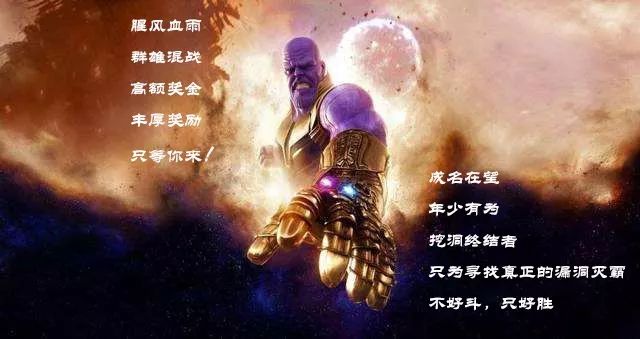 腥风血雨
群雄混战
高额奖金
丰厚奖励
只等你来！
成名在望
年少有为
挖洞终结者
只为寻找真正的漏洞灭霸
不好斗，只好胜